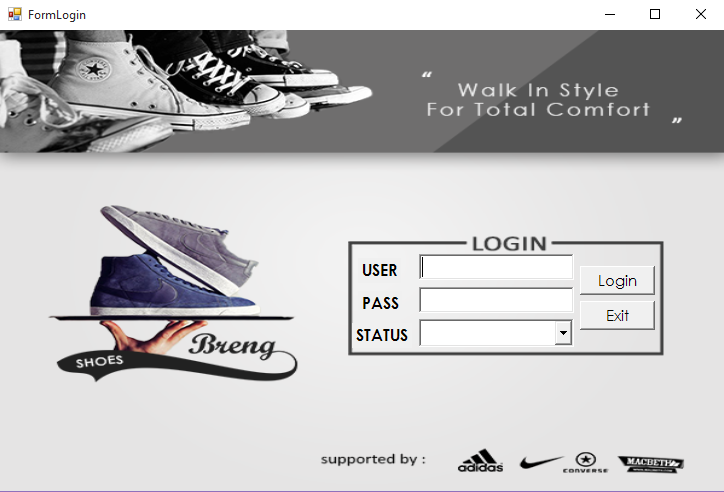 FormLogin
“ Walk In Style
For Total Comfort ”
LOGIN
USER
Login
PASS
Exit
STATUS
Breng
SHOES
supported by :
adidas
CONVERSE
MACBETH